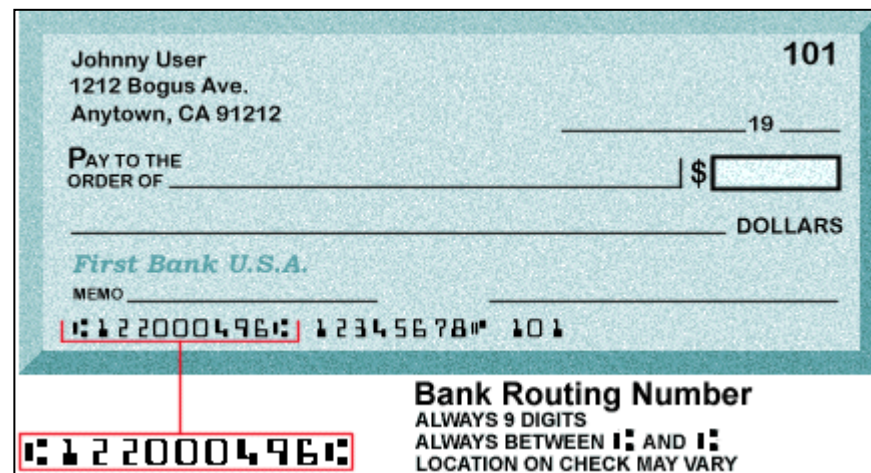 Johnny User
101
1212 Bogus Ave.
Anytown, CA 91212
19
PAY TO THE
ORDER OF
$
DOLLARS
First Bank U.S.A.
MEMO
⑆122000496⑆ 12345678⑈ 101
⑆122000496⑆
Bank Routing Number
ALWAYS 9 DIGITS
ALWAYS BETWEEN ⑆ AND ⑆
LOCATION ON CHECK MAY VARY